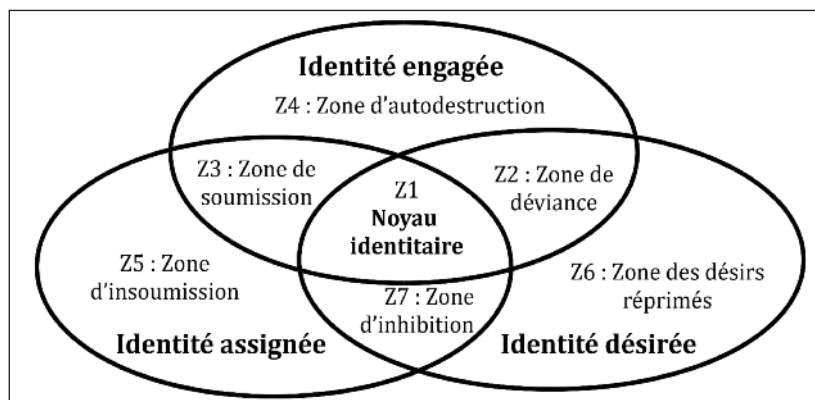 Identité engagée
Z4 : Zone d'autodestruction
Z3 : Zone de
soumission
Z1
Noyau
identitaire
Z2 : Zone de
déviance
Z5 : Zone
d'insoumission
Z7 : Zone
d'inhibition
Z6 : Zone des désirs
réprimés
Identité assignée
Identité désirée